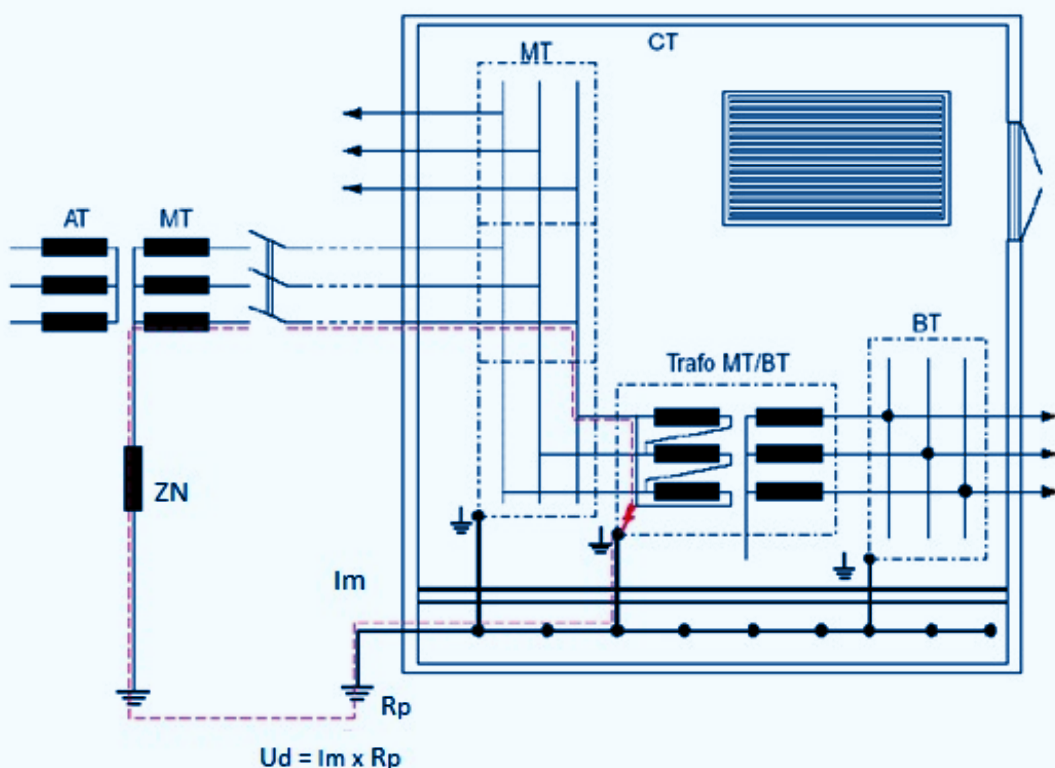 CT
MT
AT
MT
BT
Trafo MT/BT
ZN
Im
Rp
Ud = Im x Rp